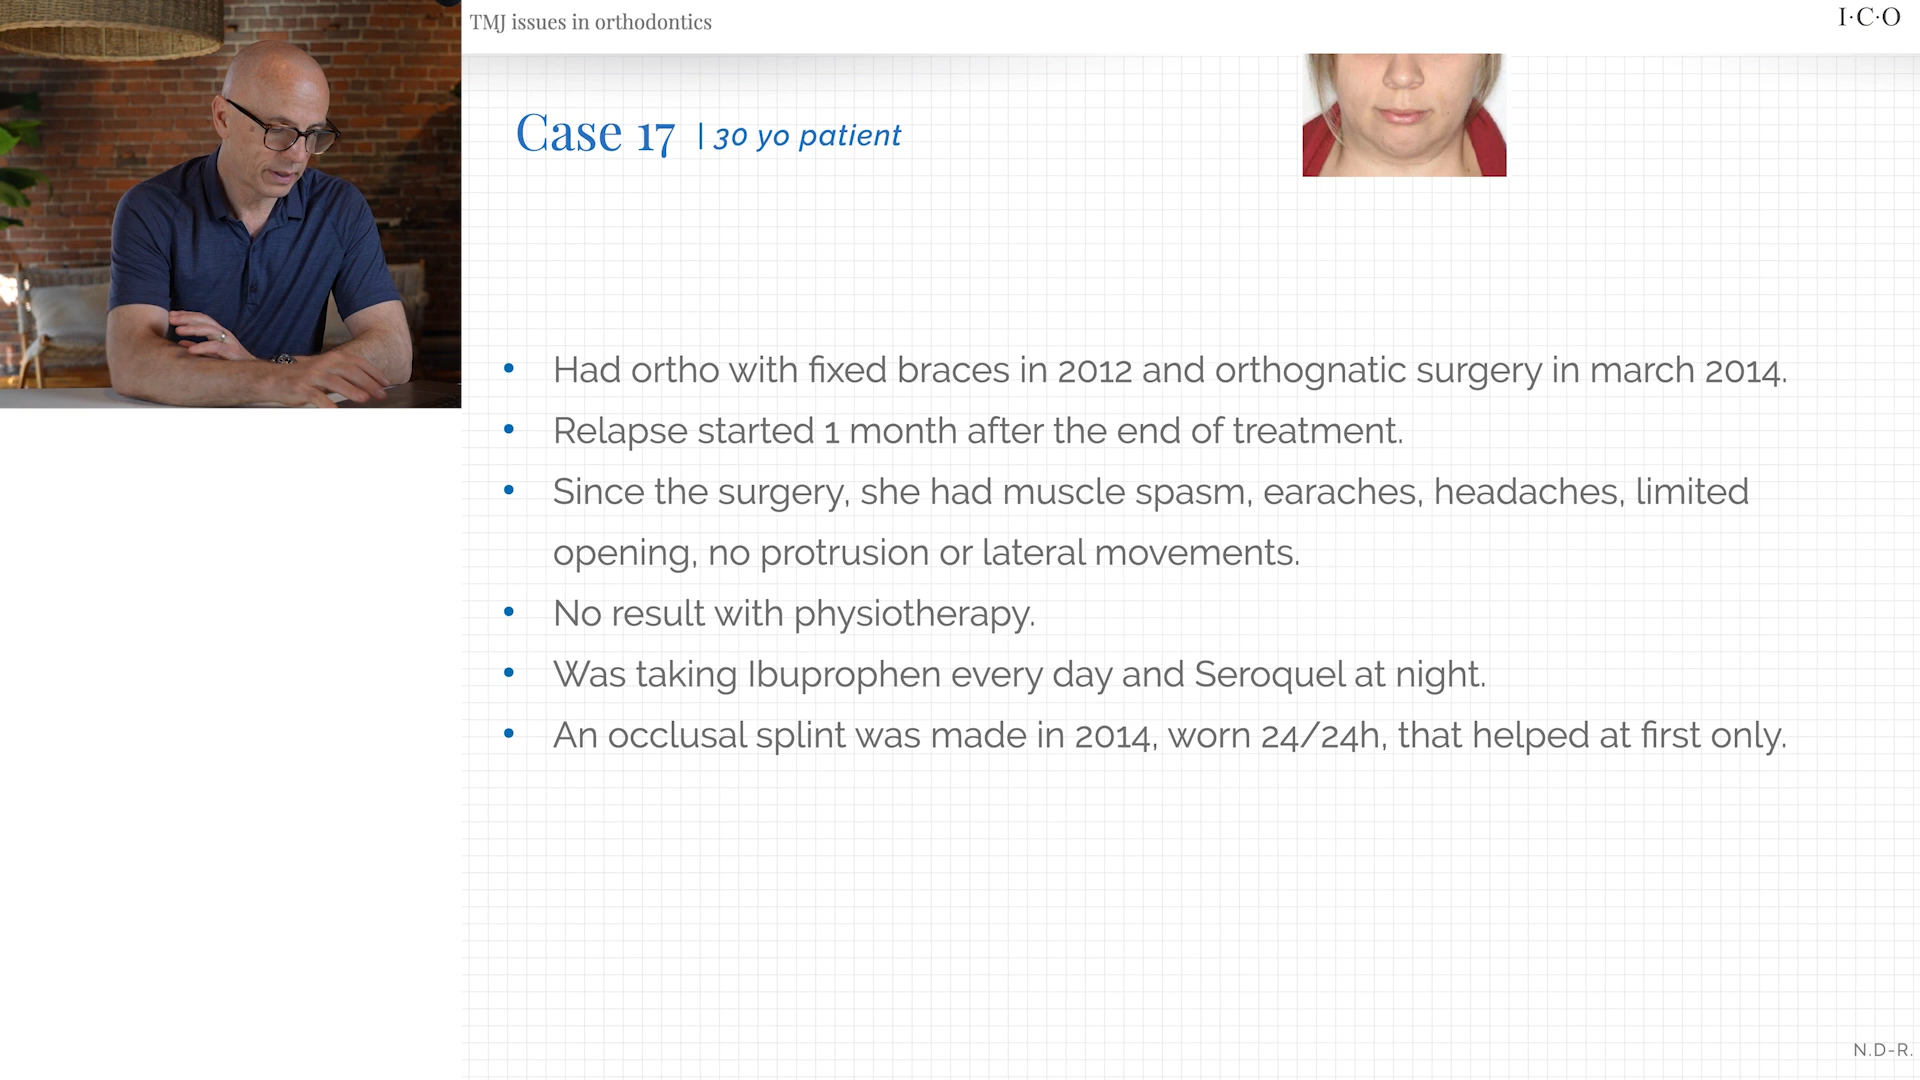 TMJ issues in orthodontics
I·C·O
Case 17 | 30 yo patient
• Had ortho with fixed braces in 2012 and orthognatic surgery in march 2014.
• Relapse started 1 month after the end of treatment.
• Since the surgery, she had muscle spasm, earaches, headaches, limited
opening, no protrusion or lateral movements.
• No result with physiotherapy.
• Was taking Ibuprophen every day and Seroquel at night.
• An occlusal splint was made in 2014, worn 24/24h, that helped at first only.
N.D-R.